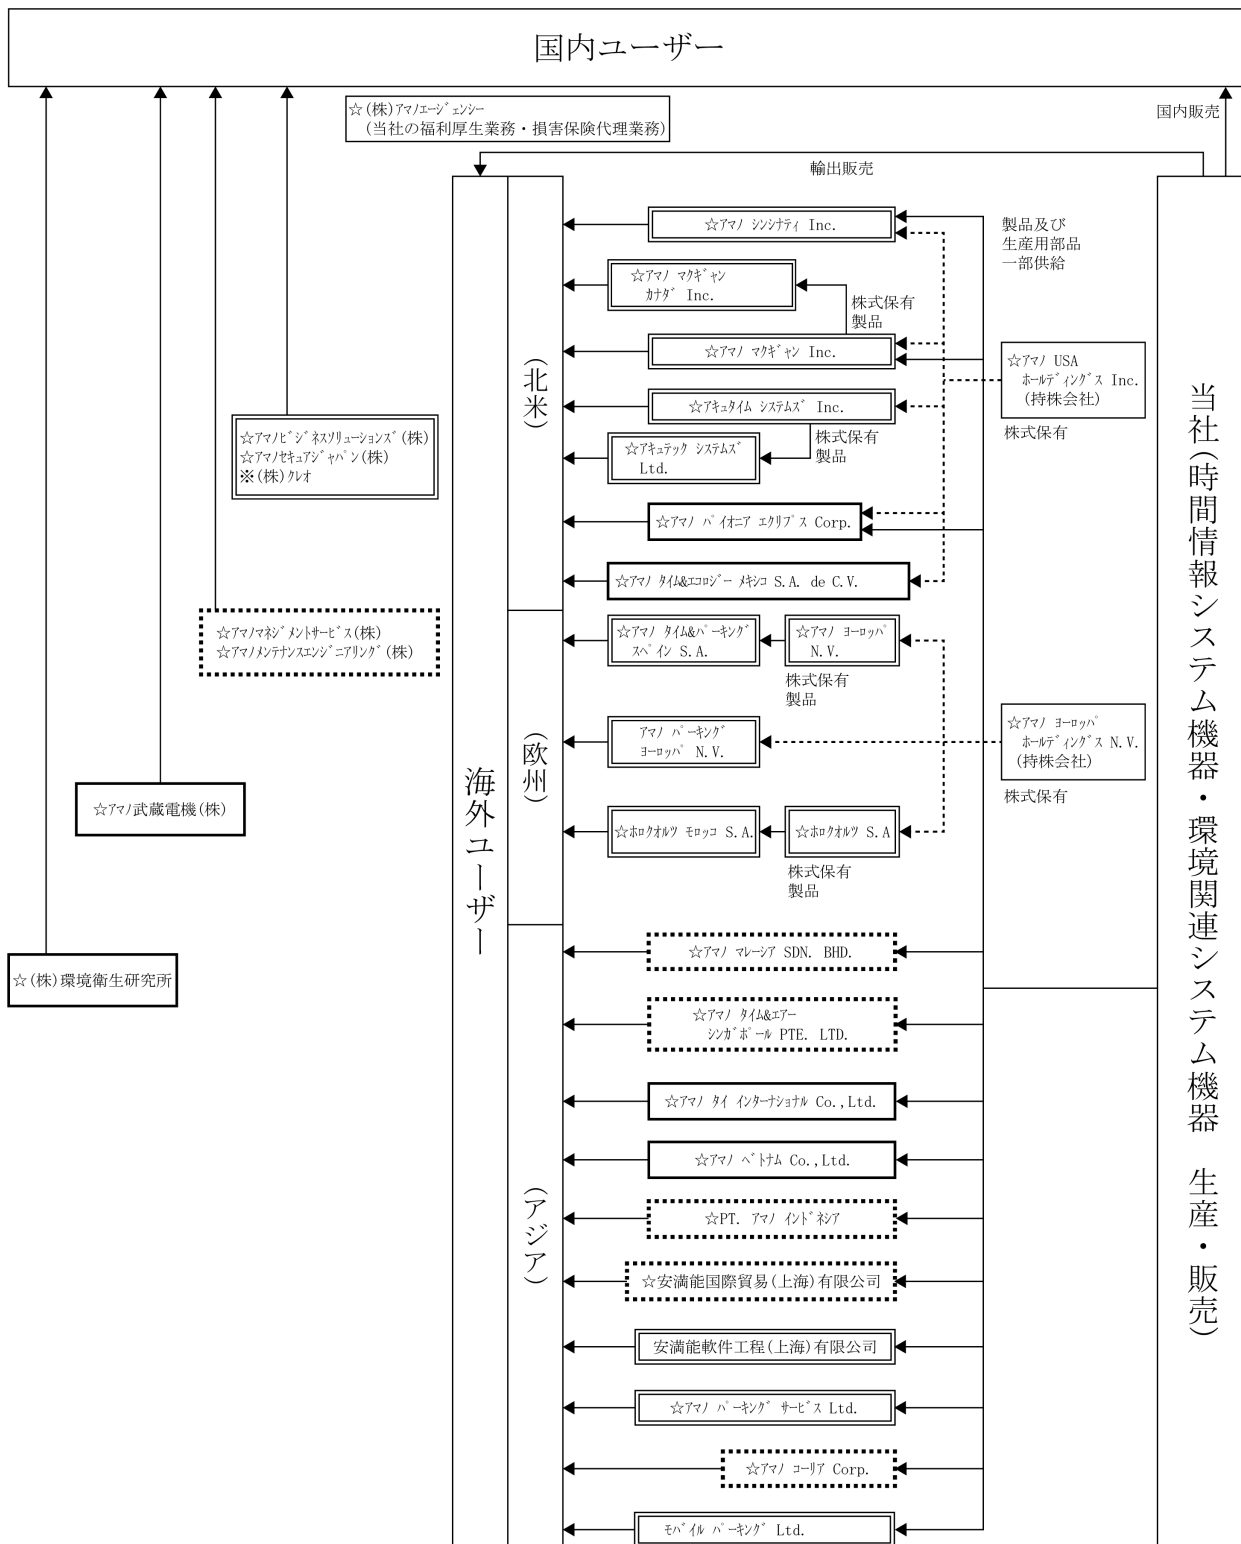 国内ユーザー
☆(株)ｱﾏﾉｴｰｼﾞｪﾝｼｰ
(当社の福利厚生業務・損害保険代理業務)
国内販売
輸出販売
☆ｱﾏﾉ ｼﾝｼﾅﾃｨ Inc.
製品及び
生産用部品
一部供給
☆ｱﾏﾉ ﾏｸｷﾞｬﾝ
ｶﾅﾀﾞ Inc.
株式保有
製品
☆ｱﾏﾉ ﾏｸｷﾞｬﾝ Inc.
☆ｱﾏﾉ USA
ﾎｰﾙﾃﾞｨﾝｸﾞｽ Inc.
(持株会社)
株式保有
(北米)
☆ｱｷｭﾀｲﾑ ｼｽﾃﾑｽﾞ Inc.
株式保有
製品
☆ｱｷｭﾃｯｸ ｼｽﾃﾑｽﾞ
Ltd.
☆ｱﾏﾉﾋﾞｼﾞﾈｽｿﾘｭｰｼｮﾝｽﾞ(株)
☆ｱﾏﾉｾｷｭｱｼﾞｬﾊﾟﾝ(株)
※(株)ｸﾚｵ
☆ｱﾏﾉ ﾊﾟｲｵﾆｱ ｴｸﾘﾌﾟｽ Corp.
☆ｱﾏﾉ ﾀｲﾑ&ｴｺﾛｼﾞｰ ﾒｷｼｺ S.A. de C.V.
☆ｱﾏﾉﾏﾈｼﾞﾒﾝﾄｻｰﾋﾞｽ(株)
☆ｱﾏﾉﾒﾝﾃﾅﾝｽｴﾝｼﾞﾆｱﾘﾝｸﾞ(株)
☆ｱﾏﾉ ﾀｲﾑ&ﾊﾟｰｷﾝｸﾞ
ｽﾍﾟｲﾝ S.A.
☆ｱﾏﾉ ﾖｰﾛｯﾊﾟ
N.V.
株式保有
製品
(欧州)
ｱﾏﾉ ﾊﾟｰｷﾝｸﾞ
ﾖｰﾛｯﾊﾟ N.V.
☆ｱﾏﾉ ﾖｰﾛｯﾊﾟ
ﾎｰﾙﾃﾞｨﾝｸﾞｽ N.V.
(持株会社)
株式保有
☆ｱﾏﾉ武蔵電機(株)
☆ﾎﾛｸｵﾙﾂ ﾓﾛｯｺ S.A.
☆ﾎﾛｸｵﾙﾂ S.A
株式保有
製品
海外ユーザー
当社(時間情報システム機器・環境関連システム機器　生産・販売)
☆(株)環境衛生研究所
☆ｱﾏﾉ ﾏﾚｰｼｱ SDN. BHD.
☆ｱﾏﾉ ﾀｲﾑ&ｴｱｰ
ｼﾝｶﾞﾎﾟｰﾙ PTE. LTD.
☆ｱﾏﾉ ﾀｲ ｲﾝﾀｰﾅｼｮﾅﾙ Co.,Ltd.
☆ｱﾏﾉ ﾍﾞﾄﾅﾑ Co.,Ltd.
(アジア)
☆PT. ｱﾏﾉ ｲﾝﾄﾞﾈｼｱ
☆安満能国際貿易(上海)有限公司
安満能軟件工程(上海)有限公司
☆ｱﾏﾉ ﾊﾟｰｷﾝｸﾞ ｻｰﾋﾞｽ Ltd.
☆ｱﾏﾉ ｺｰﾘｱ Corp.
ﾓﾊﾞｲﾙ ﾊﾟｰｷﾝｸﾞ Ltd.